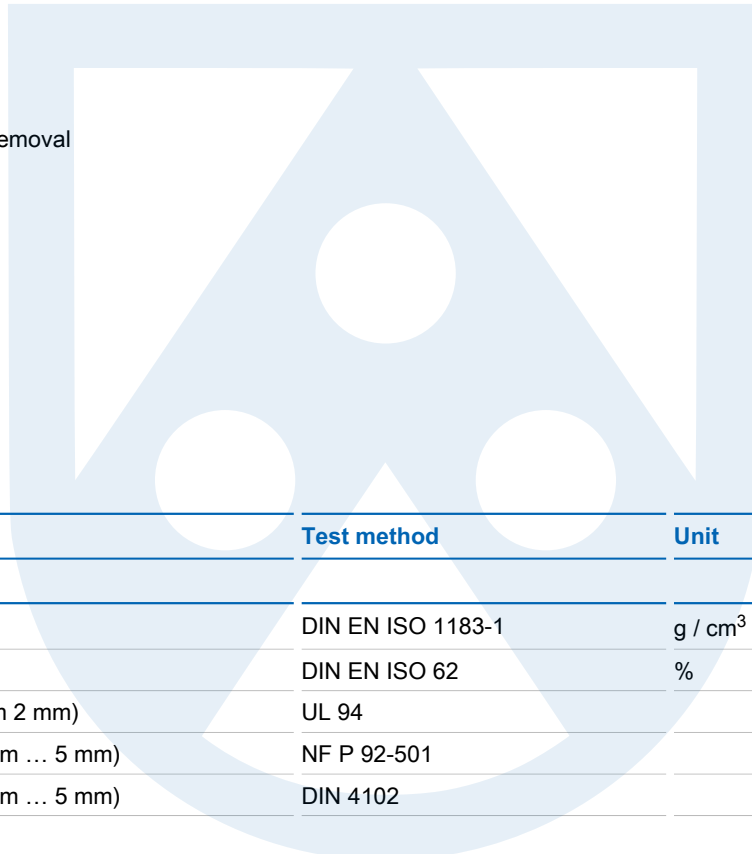 emoval
Test method Unit
DIN EN ISO 1183-1 g / cm3
DIN EN ISO 62 %
n 2 mm) UL 94
m … 5 mm) NF P 92-501
m … 5 mm) DIN 4102